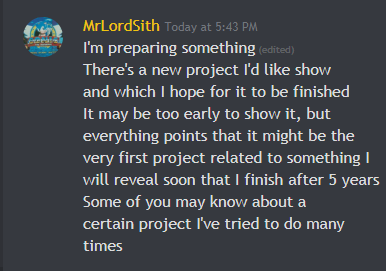 MrLordSith Today at 5:43 PM
I'm preparing something (edited)
There's a new project I'd like show
and which I hope for it to be finished
It may be too early to show it, but
everything points that it might be the
very first project related to something I
will reveal soon that I finish after 5 years
Some of you may know about a
certain project I've tried to do many
times